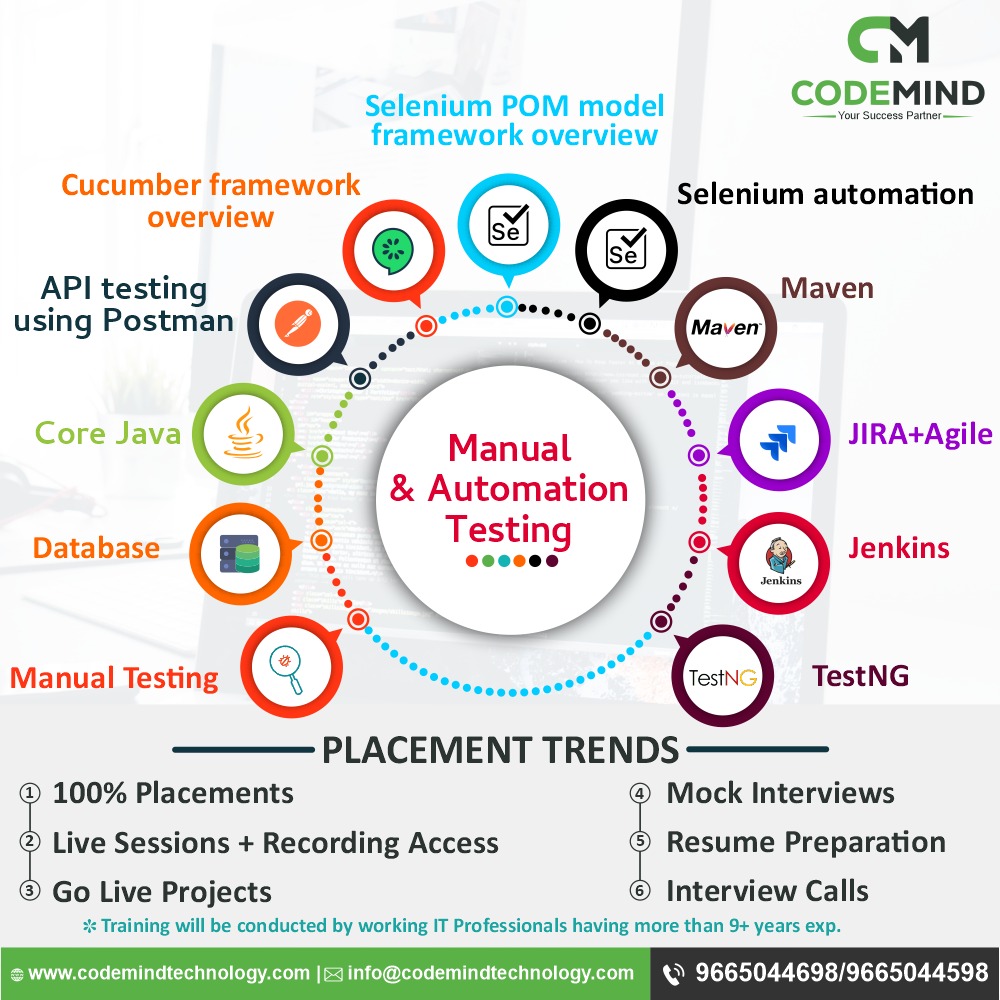 CM
CODEMIND
Your Success Partner
Selenium POM model
framework overview
Cucumber framework
overview
Selenium automation
Se
Se
API testing
using Postman
Maven
Maven™
Core Java
JIRA+Agile
Manual
& Automation
Testing
Database
Jenkins
Jenkins
Manual Testing
TestNG
TestNG
PLACEMENT TRENDS
1 100% Placements
2 Live Sessions + Recording Access
3 Go Live Projects
4 Mock Interviews
5 Resume Preparation
6 Interview Calls
* Training will be conducted by working IT Professionals having more than 9+ years exp.
www.codemindtechnology.com | info@codemindtechnology.com
9665044698/9665044598